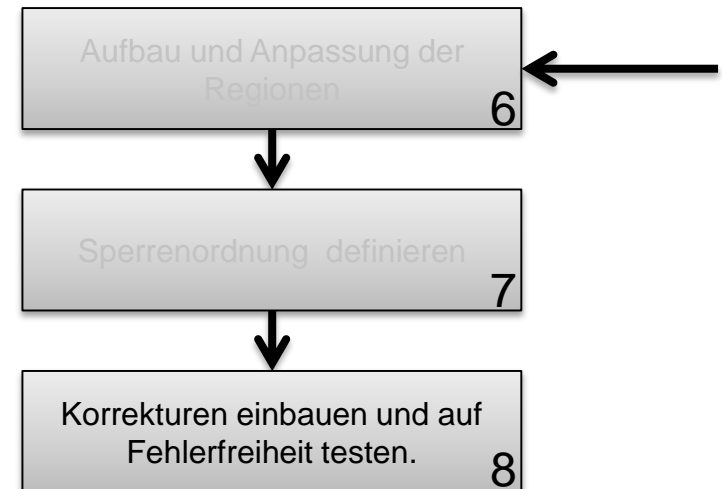 Aufbau und Anpassung der
Regionen
6
Sperrenordnung definieren
7
Korrekturen einbauen und auf
Fehlerfreiheit testen.
8